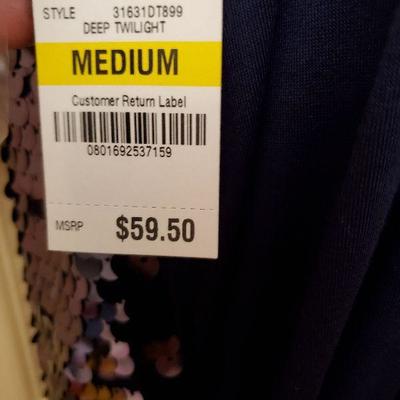 STYLE 31631DT899
DEEP TWILIGHT
MEDIUM
Customer Return Label
0801692537159
MSRP $59.50